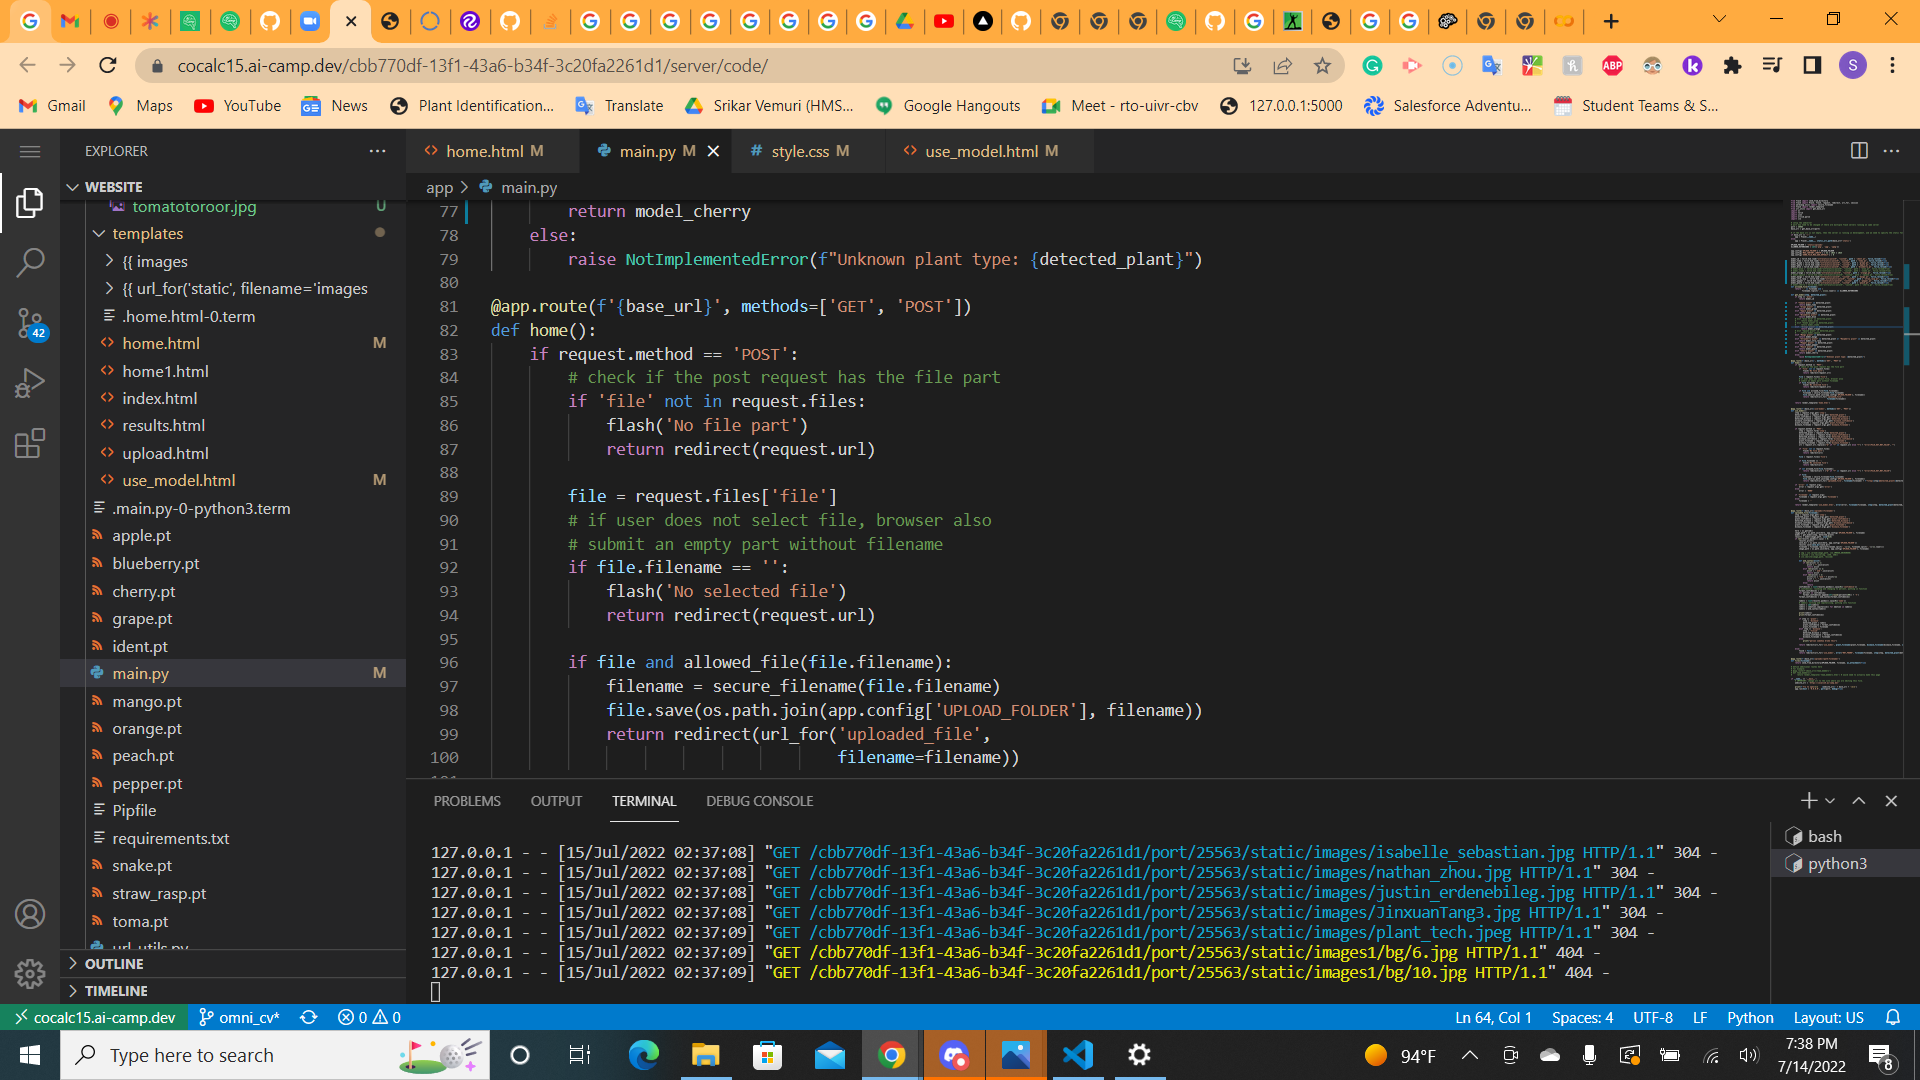 cocalc15.ai-camp.dev/cbb770df-13f1-43a6-b34f-3c20fa2261d1/server/code/
S
Gmail
Maps
YouTube
News
Plant Identification...
Translate
Srikar Vemuri (HMS...
Google Hangouts
Meet - rto-uivr-cbv
127.0.0.1:5000
Salesforce Adventu...
Student Teams & S...
EXPLORER
home.html M
main.py M
style.css M
use_model.html M
WEBSITE
app > main.py
tomatotoroor.jpg U
templates
{{ images
{{ url_for('static', filename='images
.home.html-0.term
home.html M
home1.html
index.html
results.html
upload.html
use_model.html M
.main.py-0-python3.term
apple.pt
blueberry.pt
cherry.pt
grape.pt
ident.pt
main.py M
mango.pt
orange.pt
peach.pt
pepper.pt
Pipfile
requirements.txt
snake.pt
straw_rasp.pt
toma.pt
url_utils.py
OUTLINE
TIMELINE
42
77 return model_cherry
78 else:
79 raise NotImplementedError(f"Unknown plant type: {detected_plant}")
80
81 @app.route(f'{base_url}', methods=['GET', 'POST'])
82 def home():
83 if request.method == 'POST':
84 # check if the post request has the file part
85 if 'file' not in request.files:
86 flash('No file part')
87 return redirect(request.url)
88
89 file = request.files['file']
90 # if user does not select file, browser also
91 # submit an empty part without filename
92 if file.filename == '':
93 flash('No selected file')
94 return redirect(request.url)
95
96 if file and allowed_file(file.filename):
97 filename = secure_filename(file.filename)
98 file.save(os.path.join(app.config['UPLOAD_FOLDER'], filename))
99 return redirect(url_for('uploaded_file',
100 filename=filename))
PROBLEMS OUTPUT TERMINAL DEBUG CONSOLE
127.0.0.1 - - [15/Jul/2022 02:37:08] "GET /cbb770df-13f1-43a6-b34f-3c20fa2261d1/port/25563/static/images/isabelle_sebastian.jpg HTTP/1.1" 304 -
127.0.0.1 - - [15/Jul/2022 02:37:08] "GET /cbb770df-13f1-43a6-b34f-3c20fa2261d1/port/25563/static/images/nathan_zhou.jpg HTTP/1.1" 304 -
127.0.0.1 - - [15/Jul/2022 02:37:08] "GET /cbb770df-13f1-43a6-b34f-3c20fa2261d1/port/25563/static/images/justin_erdenebileg.jpg HTTP/1.1" 304 -
127.0.0.1 - - [15/Jul/2022 02:37:08] "GET /cbb770df-13f1-43a6-b34f-3c20fa2261d1/port/25563/static/images/JinxuanTang3.jpg HTTP/1.1" 304 -
127.0.0.1 - - [15/Jul/2022 02:37:09] "GET /cbb770df-13f1-43a6-b34f-3c20fa2261d1/port/25563/static/images/plant_tech.jpeg HTTP/1.1" 304 -
127.0.0.1 - - [15/Jul/2022 02:37:09] "GET /cbb770df-13f1-43a6-b34f-3c20fa2261d1/port/25563/static/images1/bg/6.jpg HTTP/1.1" 404 -
127.0.0.1 - - [15/Jul/2022 02:37:09] "GET /cbb770df-13f1-43a6-b34f-3c20fa2261d1/port/25563/static/images1/bg/10.jpg HTTP/1.1" 404 -
bash
python3
cocalc15.ai-camp.dev omni_cv* 0 0 Ln 64, Col 1 Spaces: 4 UTF-8 LF Python Layout: US
Type here to search
94°F
7:38 PM
7/14/2022
8